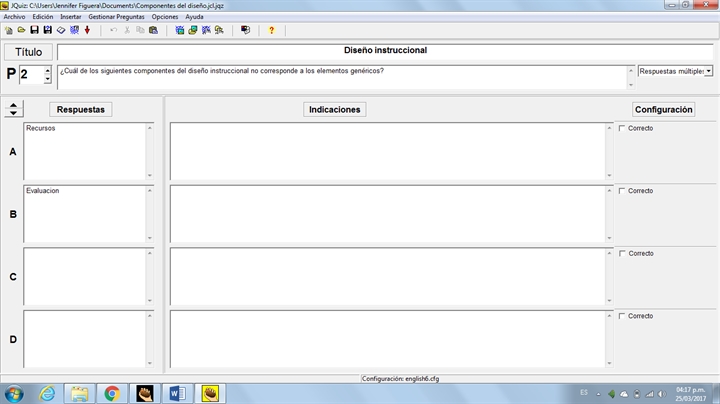 JQuiz: C:\Users\Jennifer Figuera\Documents\Componentes del diseño.jcl.jqz
Archivo Edición Insertar Gestionar Preguntas Opciones Ayuda
Título Diseño instruccional
P 2 ¿Cuál de los siguientes componentes del diseño instruccional no corresponde a los elementos genéricos? Respuestas múltiples
Respuestas Indicaciones Configuración
A Recursos Correcto
B Evaluacion Correcto
C Correcto
D Correcto
Configuración: english6.cfg
ES 04:17 p.m.
25/03/2017